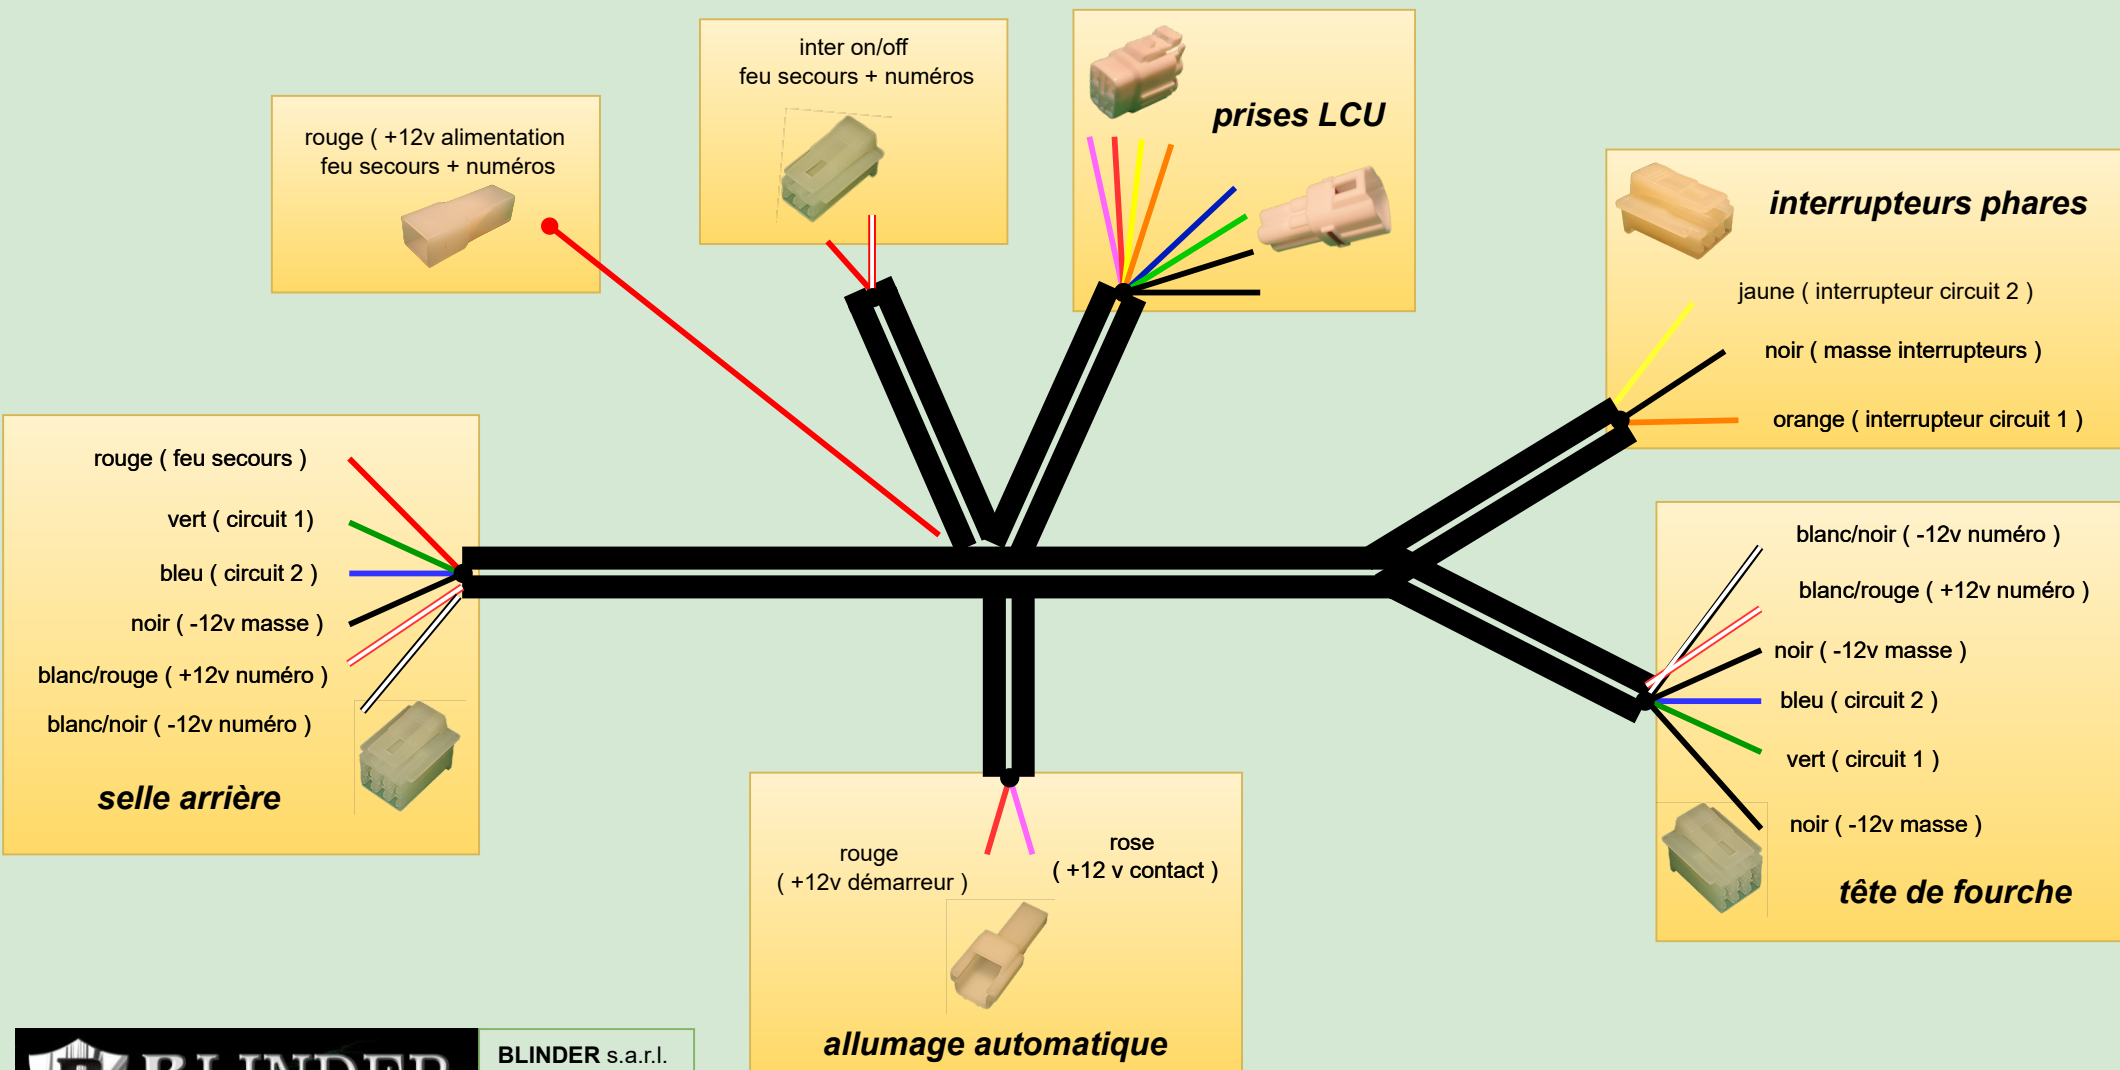 inter on/off
feu secours + numéros
rouge ( +12v alimentation
feu secours + numéros
prises LCU
interrupteurs phares
jaune ( interrupteur circuit 2 )
noir ( masse interrupteurs )
orange ( interrupteur circuit 1 )
rouge ( feu secours )
vert ( circuit 1)
bleu ( circuit 2 )
noir ( -12v masse )
blanc/rouge ( +12v numéro )
blanc/noir ( -12v numéro )
selle arrière
blanc/noir ( -12v numéro )
blanc/rouge ( +12v numéro )
noir ( -12v masse )
bleu ( circuit 2 )
vert ( circuit 1 )
noir ( -12v masse )
tête de fourche
rouge
( +12v démarreur )
rose
( +12 v contact )
allumage automatique
BLINDER
BLINDER s.a.r.l.